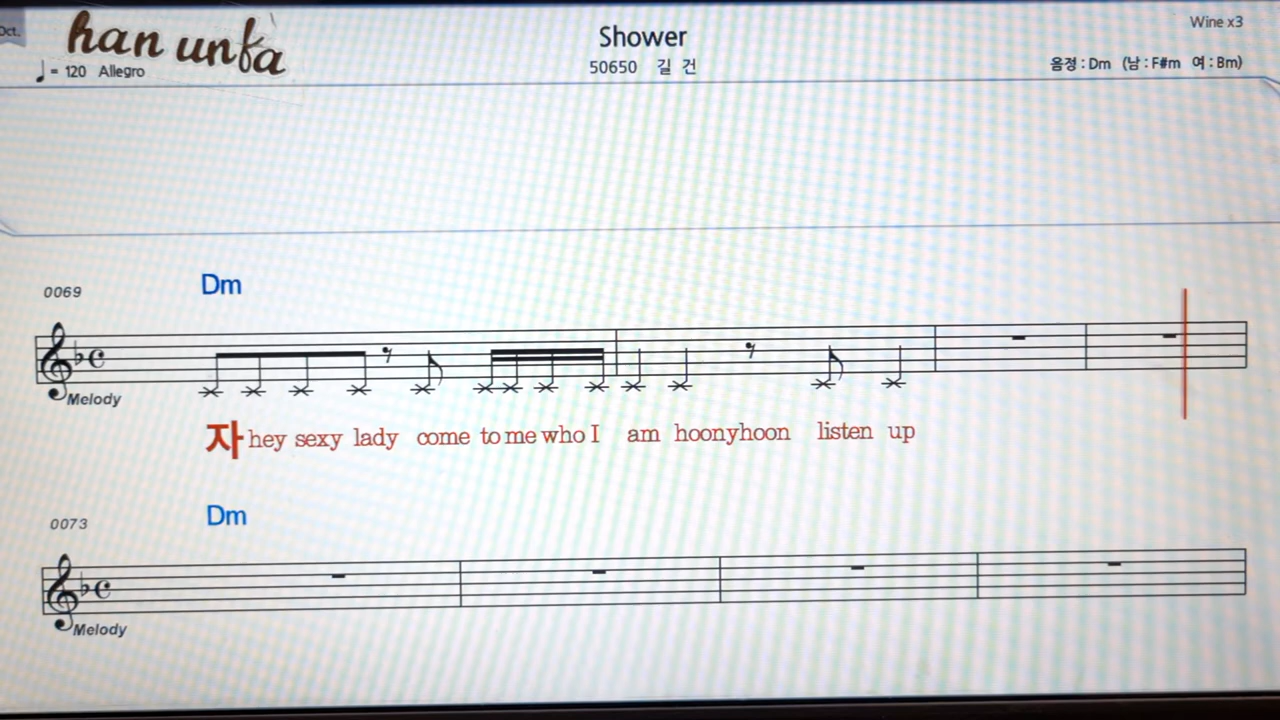 Oct.
han unfa
Shower
Wine x3
♩ = 120 Allegro
50650 길 건
음정 : Dm (남 : F#m 여 : Bm)
0069
Dm
Melody
자 hey sexy lady come to me who I am hoonyhoon listen up
0073
Dm
Melody